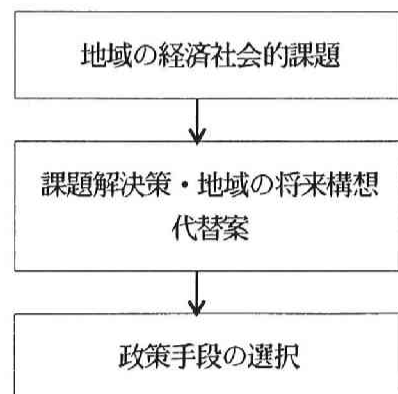 地域の経済社会的課題
課題解決策・地域の将来構想
代替案
政策手段の選択